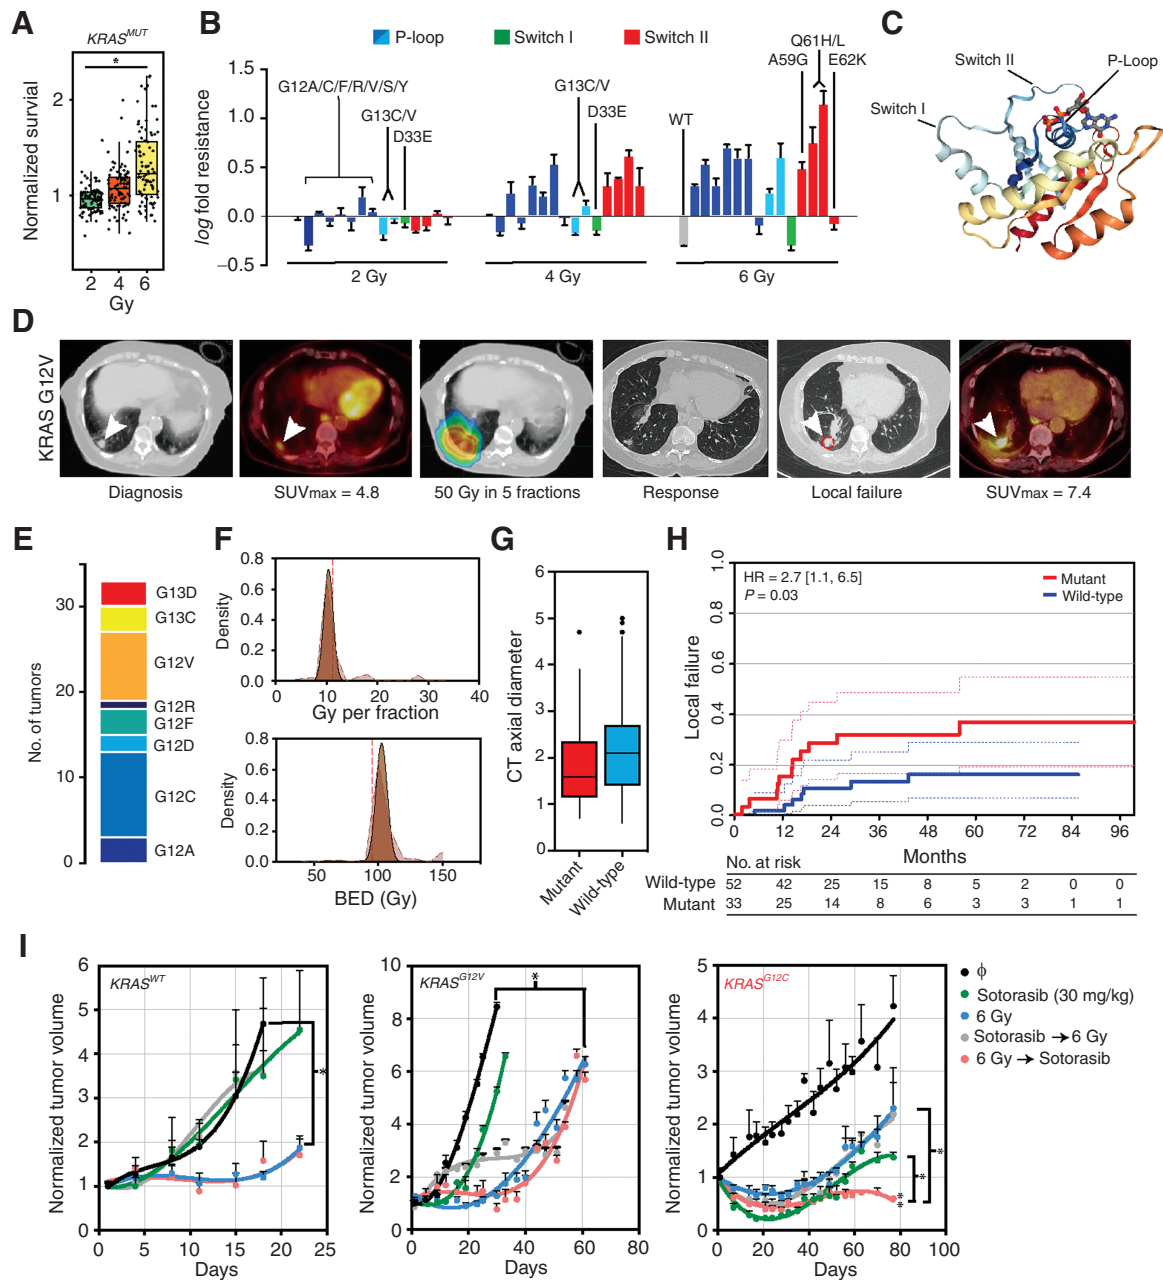 A
KRAS^MUT
*
Normalized survial
2
1
2 4 6
Gy
B
P-loop
Switch I
Switch II
log fold resistance
1.5
1.0
0.5
0.0
−0.5
G12A/C/F/R/V/S/Y
G13C/V
D33E
G13C/V
D33E
WT
A59G
Q61H/L
E62K
2 Gy
4 Gy
6 Gy
C
Switch II
P-Loop
Switch I
D
KRAS G12V
Diagnosis
SUVmax = 4.8
50 Gy in 5 fractions
Response
Local failure
SUVmax = 7.4
E
No. of tumors
30
20
10
0
G13D
G13C
G12V
G12R
G12F
G12D
G12C
G12A
F
Density
0.8
0.6
0.4
0.2
0.0
0 10 20 30 40
Gy per fraction
Density
0.8
0.6
0.4
0.2
0.0
50 100 150
BED (Gy)
G
CT axial diameter
6
5
4
3
2
1
0
Mutant
Wild-type
H
Local failure
1.0
0.8
0.6
0.4
0.2
0.0
HR = 2.7 [1.1, 6.5]
P = 0.03
Mutant
Wild-type
0 12 24 36 48 60 72 84 96
Months
No. at risk
Wild-type 52 42 25 15 8 5 2 0 0
Mutant 33 25 14 8 6 3 3 1 1
I
KRAS^WT
Normalized tumor volume
6
5
4
3
2
1
0
*
0 5 10 15 20 25
Days
KRAS^G12V
Normalized tumor volume
10
8
6
4
2
0
*
0 20 40 60 80
Days
KRAS^G12C
Normalized tumor volume
5
4
3
2
1
0
*
*
**
0 20 40 60 80 100
Days
ϕ
Sotorasib (30 mg/kg)
6 Gy
Sotorasib → 6 Gy
6 Gy → Sotorasib